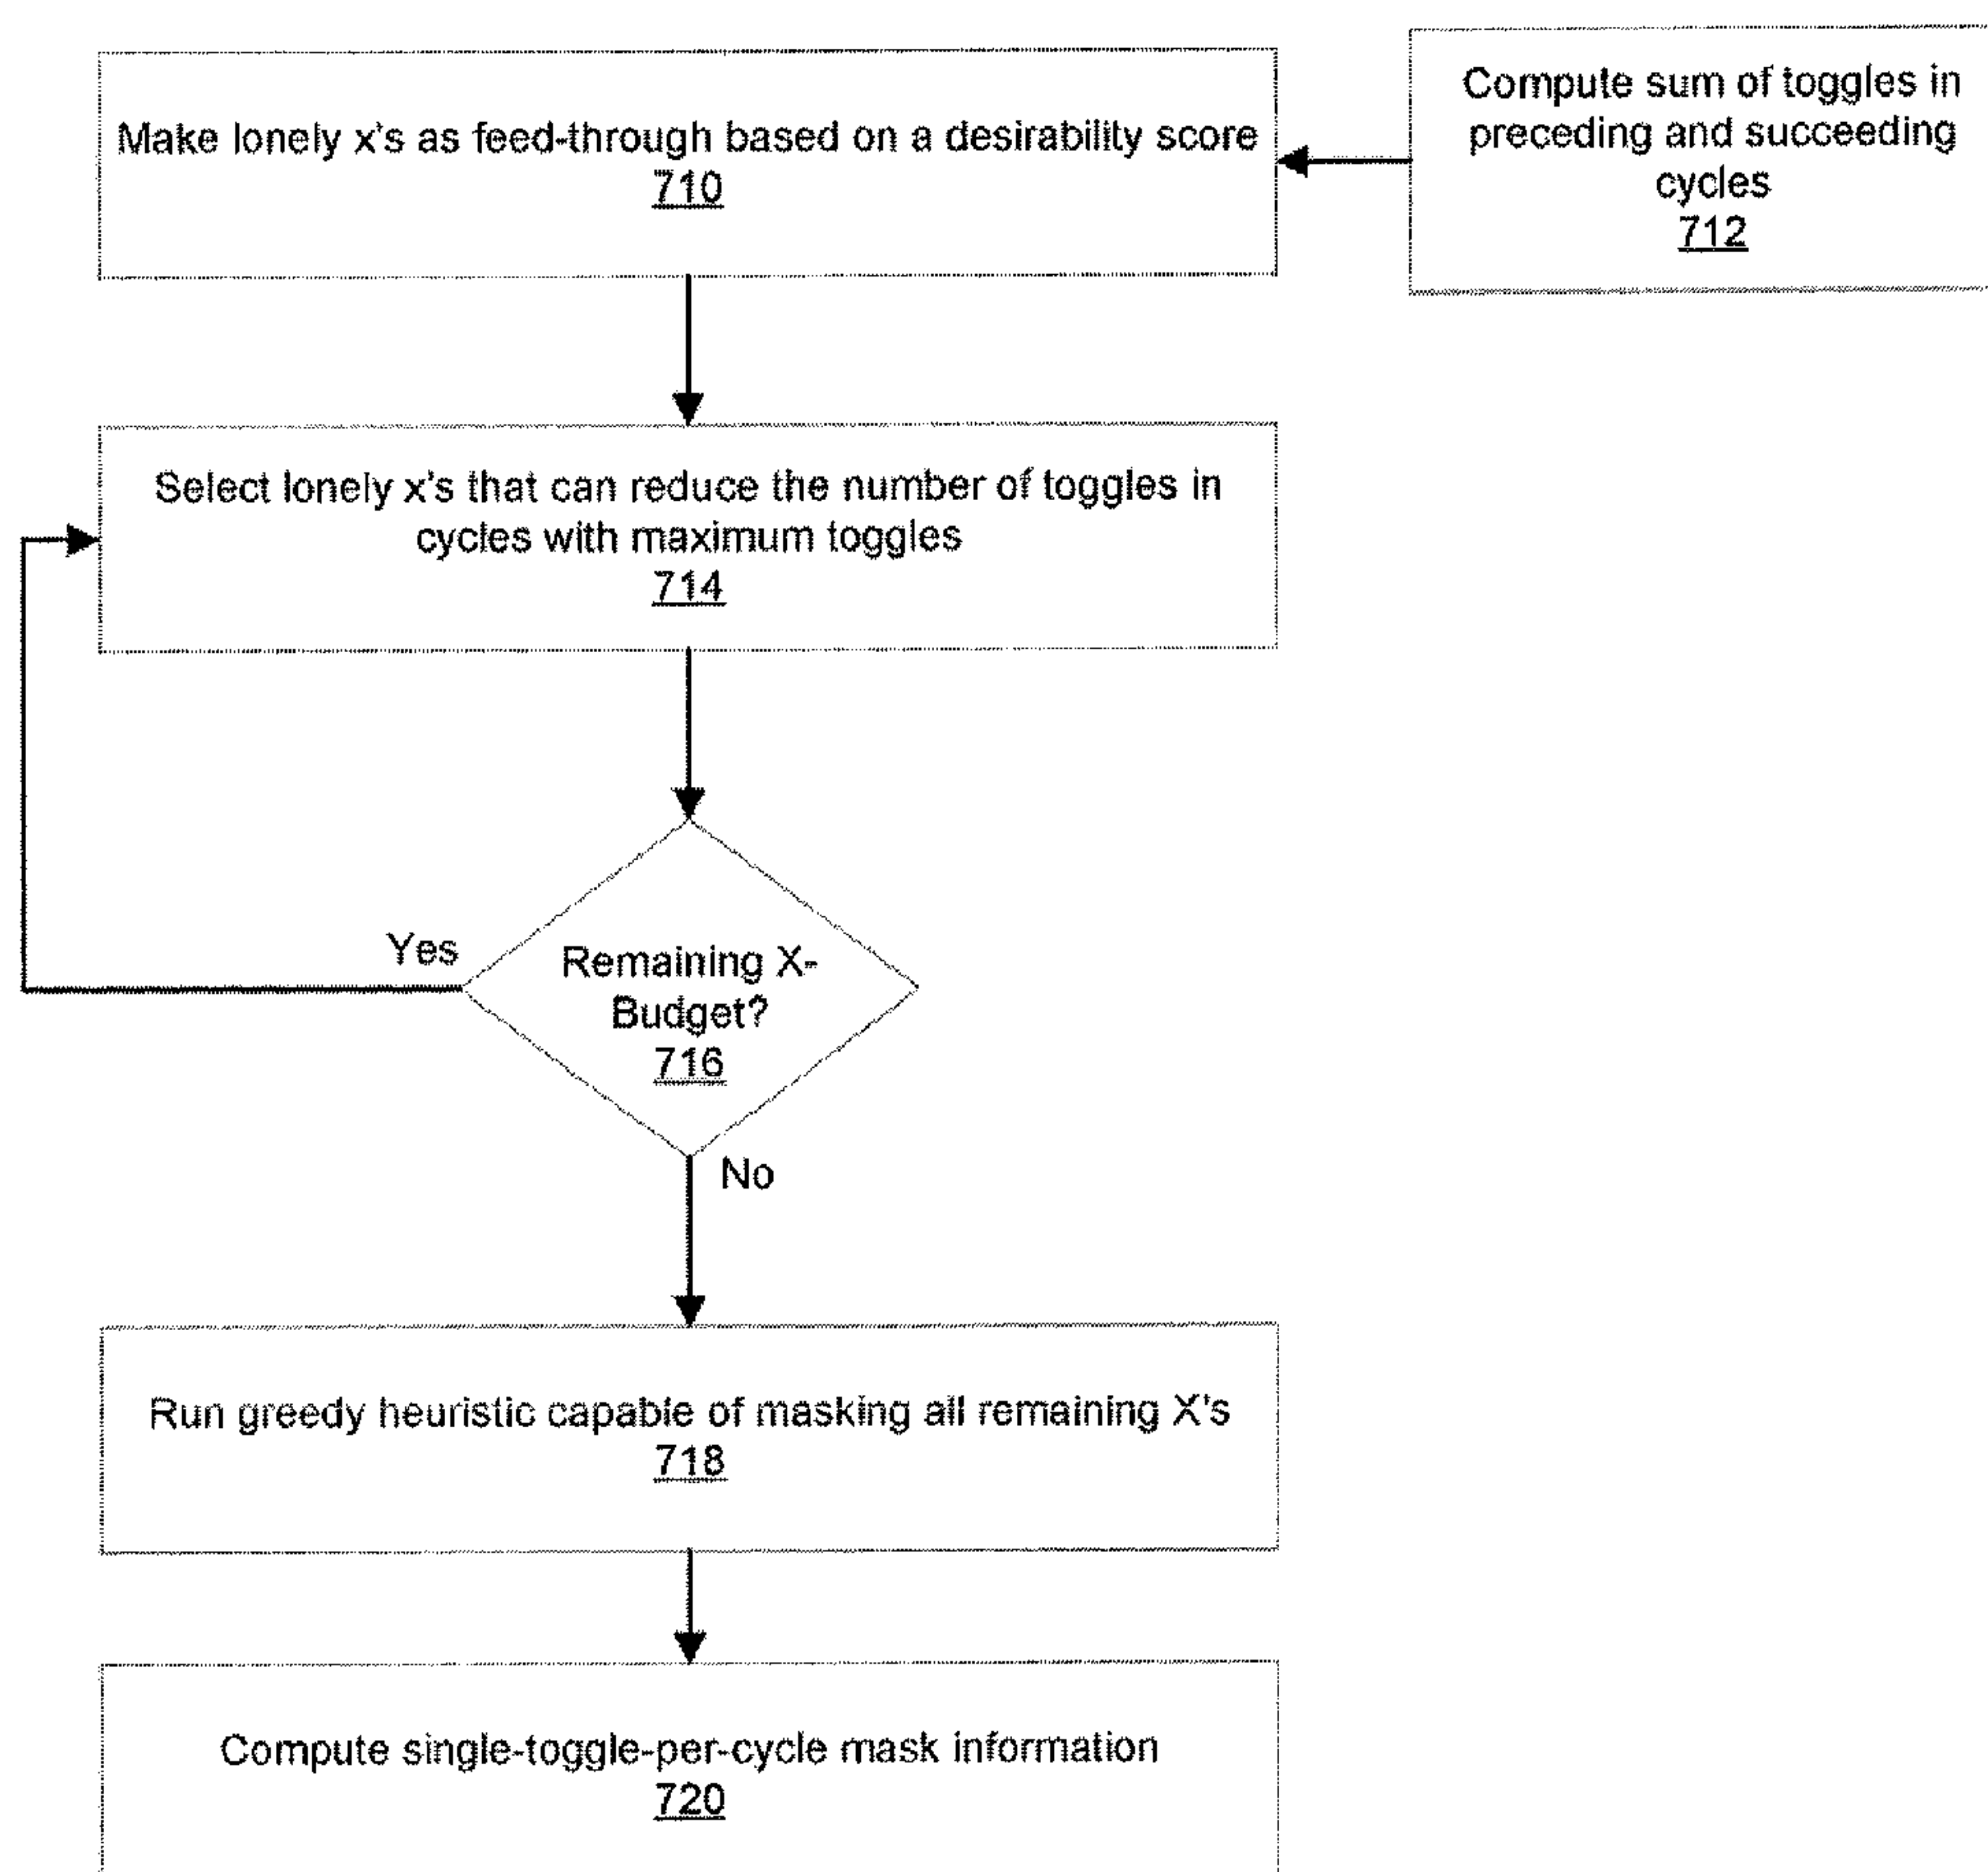 Make lonely x's as feed-through based on a desirability score
710
Compute sum of toggles in
preceding and succeeding
cycles
712
Select lonely x's that can reduce the number of toggles in
cycles with maximum toggles
714
Yes
Remaining X-
Budget?
716
No
Run greedy heuristic capable of masking all remaining X's
718
Compute single-toggle-per-cycle mask information
720